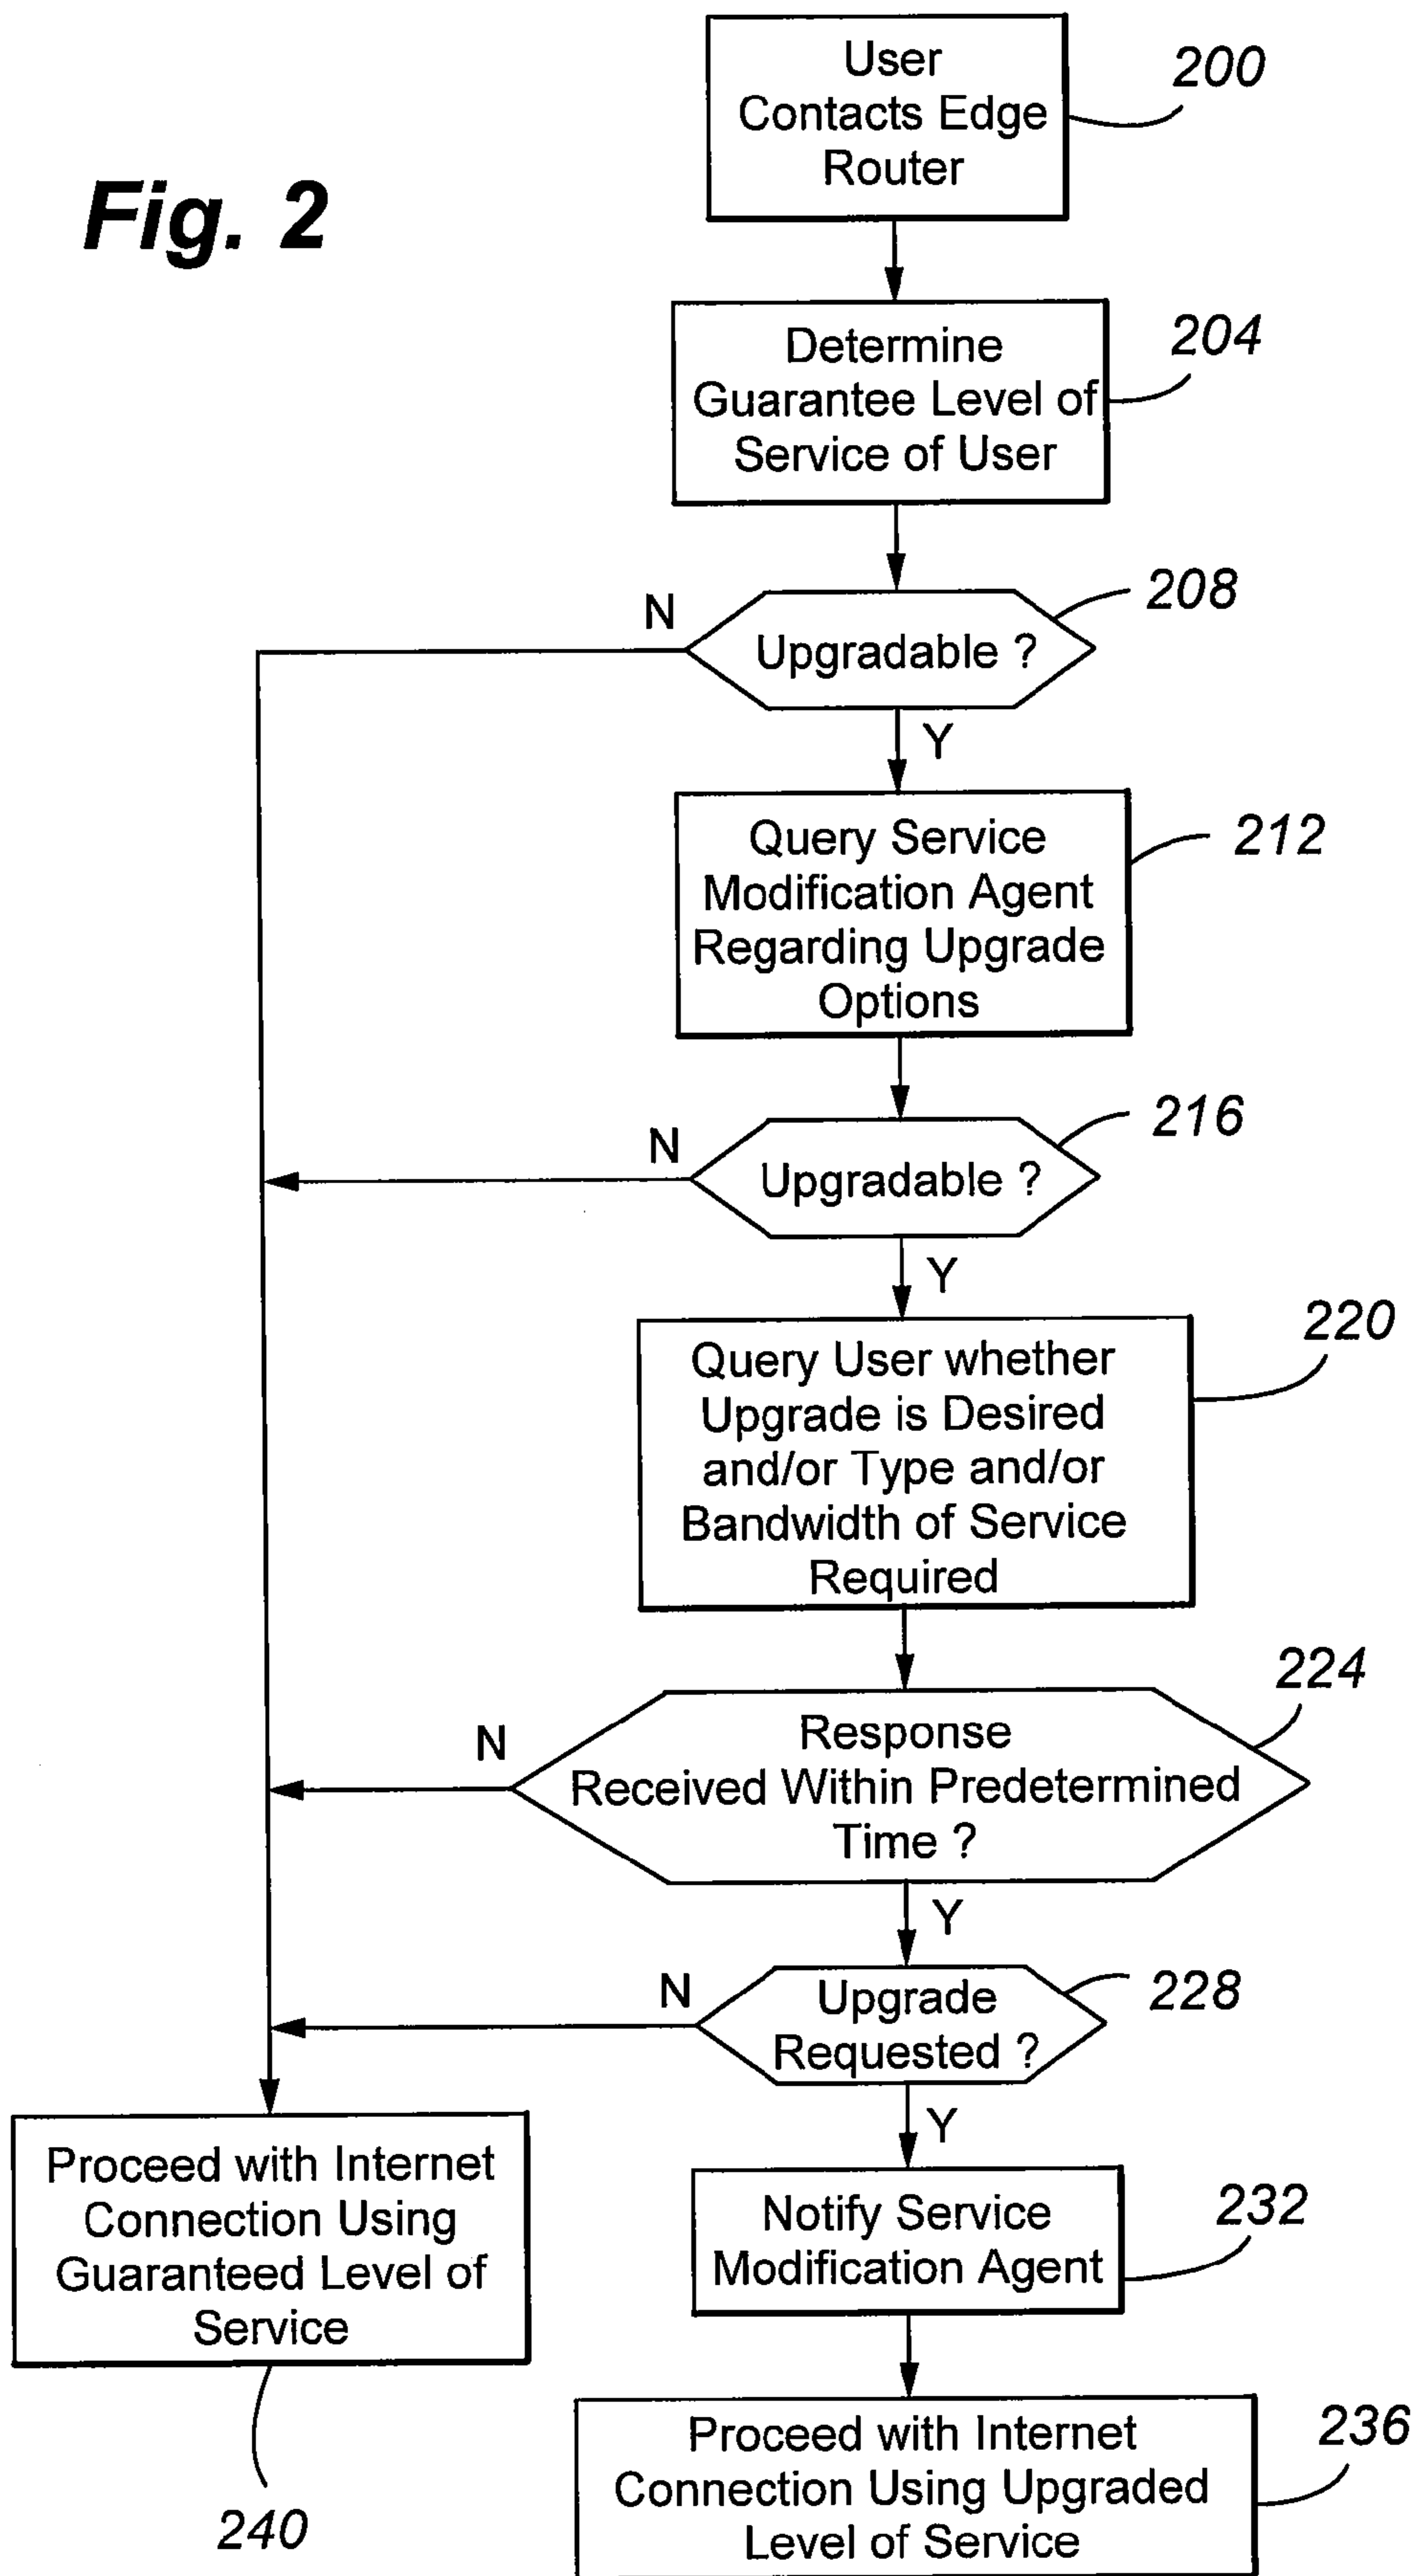 Fig. 2
User
Contacts Edge
Router
200
Determine
Guarantee Level of
Service of User
204
Upgradable ?
208
N
Y
Query Service
Modification Agent
Regarding Upgrade
Options
212
Upgradable ?
216
N
Y
Query User whether
Upgrade is Desired
and/or Type and/or
Bandwidth of Service
Required
220
Response
Received Within Predetermined
Time ?
224
N
Y
Upgrade
Requested ?
228
N
Y
Notify Service
Modification Agent
232
Proceed with Internet
Connection Using
Guaranteed Level of
Service
240
Proceed with Internet
Connection Using Upgraded
Level of Service
236